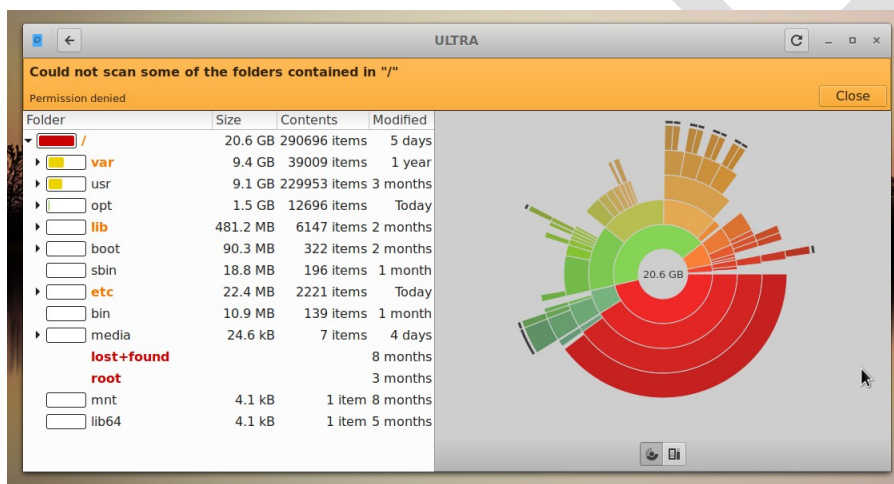 ULTRA
Could not scan some of the folders contained in "/"
Permission denied
Close
Folder Size Contents Modified
/ 20.6 GB 290696 items 5 days
var 9.4 GB 39009 items 1 year
usr 9.1 GB 229953 items 3 months
opt 1.5 GB 12696 items Today
lib 481.2 MB 6147 items 2 months
boot 90.3 MB 322 items 2 months
sbin 18.8 MB 196 items 1 month
etc 22.4 MB 2221 items Today
bin 10.9 MB 139 items 1 month
media 24.6 kB 7 items 4 days
lost+found 8 months
root 3 months
mnt 4.1 kB 1 item 8 months
lib64 4.1 kB 1 item 5 months
20.6 GB